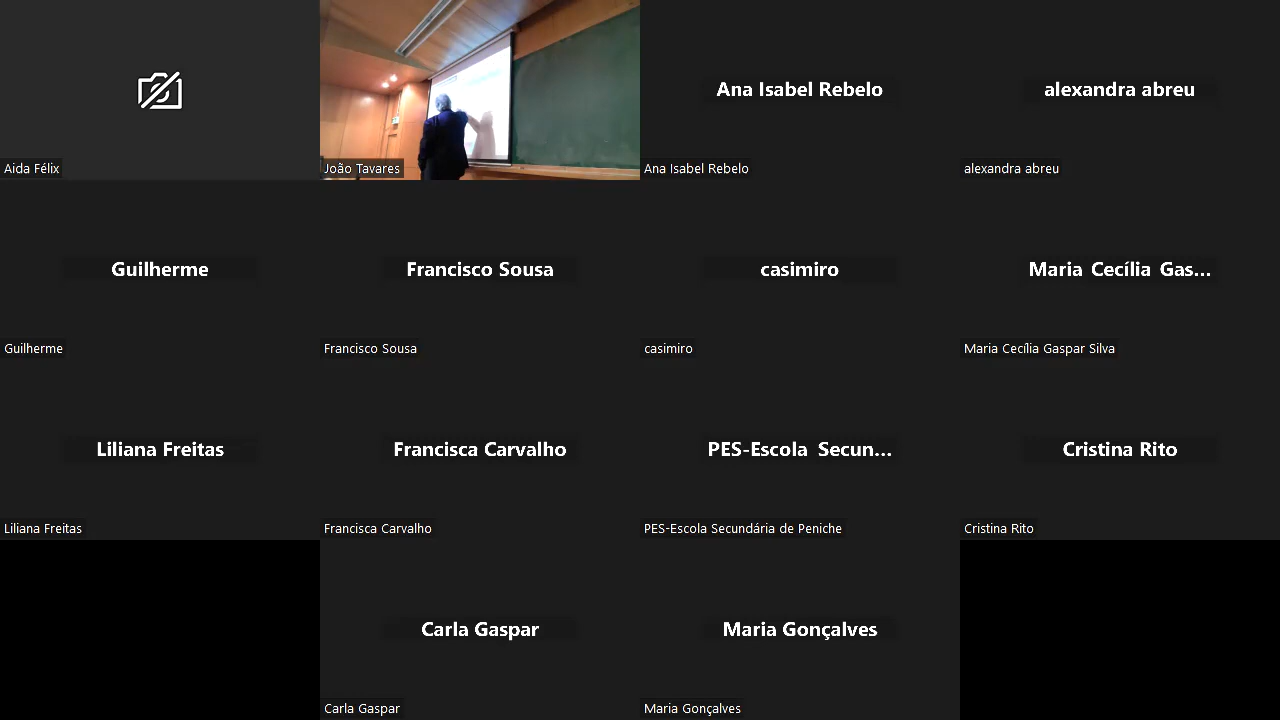 Aida Félix
João Tavares
Ana Isabel Rebelo
Ana Isabel Rebelo
alexandra abreu
alexandra abreu
Guilherme
Guilherme
Francisco Sousa
Francisco Sousa
casimiro
casimiro
Maria Cecília Gas...
Maria Cecília Gaspar Silva
Liliana Freitas
Liliana Freitas
Francisca Carvalho
Francisca Carvalho
PES-Escola Secun...
PES-Escola Secundária de Peniche
Cristina Rito
Cristina Rito
Carla Gaspar
Carla Gaspar
Maria Gonçalves
Maria Gonçalves